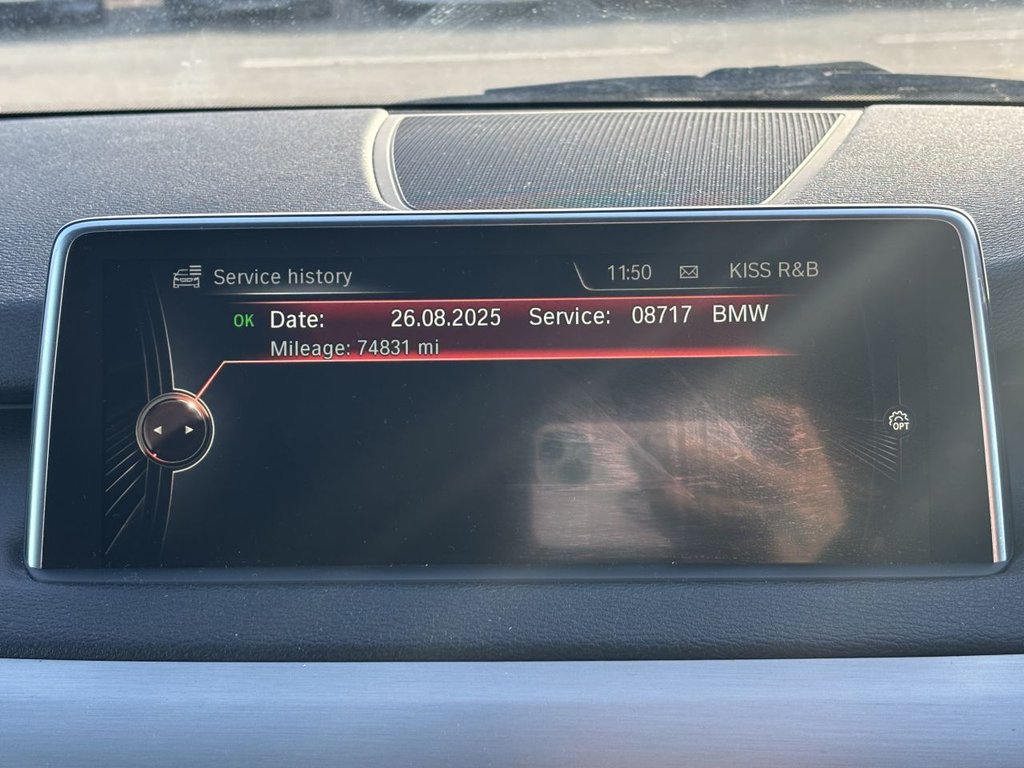 Service history 11:50 KISS R&B
OK Date: 26.08.2025 Service: 08717 BMW
Mileage: 74831 mi
OPT